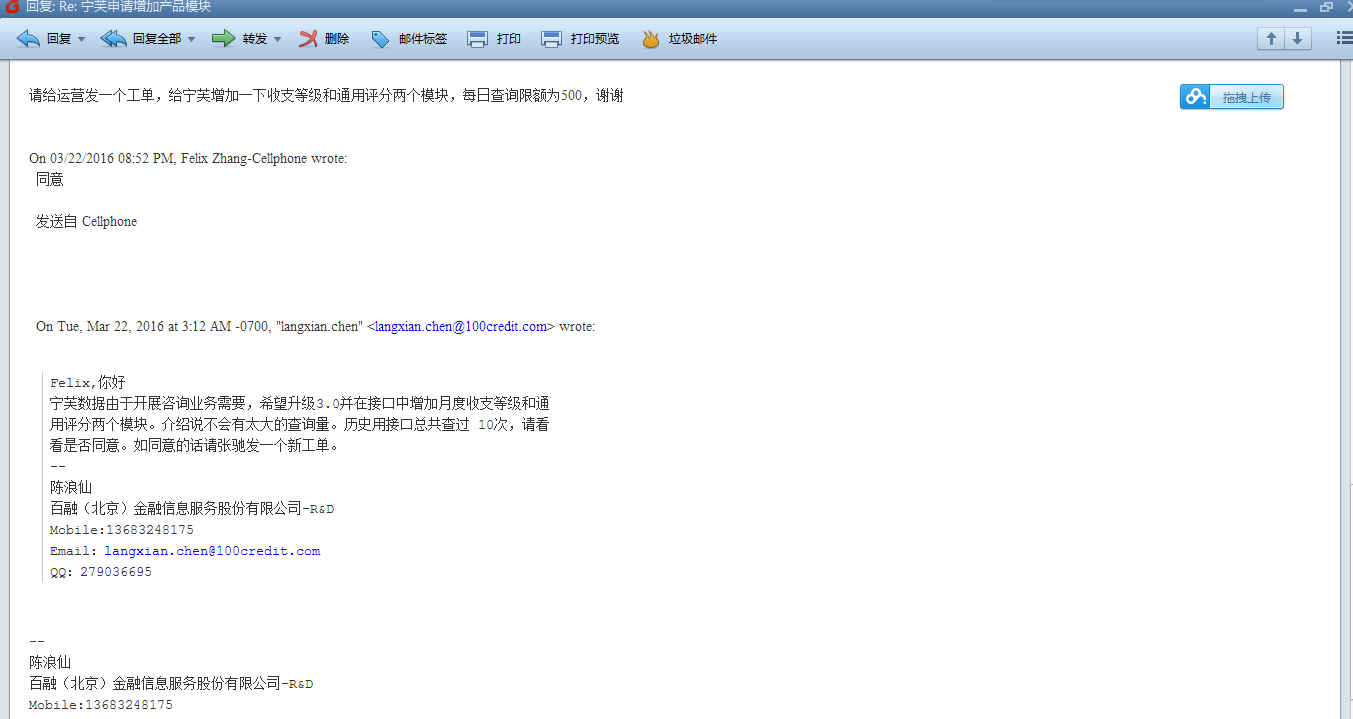 回复: Re: 宁芙申请增加产品模块
回复 回复全部 转发 删除 邮件标签 打印 打印预览 垃圾邮件
请给运营发一个工单，给宁芙增加一下收支等级和通用评分两个模块，每日查询限额为500，谢谢
拖拽上传
On 03/22/2016 08:52 PM, Felix Zhang-Cellphone wrote:
同意
发送自 Cellphone
On Tue, Mar 22, 2016 at 3:12 AM -0700, "langxian.chen" <langxian.chen@100credit.com> wrote:
Felix,你好
宁芙数据由于开展咨询业务需要，希望升级3.0并在接口中增加月度收支等级和通
用评分两个模块。介绍说不会有太大的查询量。历史用接口总共查过 10次，请看
看是否同意。如同意的话请张驰发一个新工单。
--
陈浪仙
百融（北京）金融信息服务股份有限公司-R&D
Mobile:13683248175
Email: langxian.chen@100credit.com
QQ: 279036695
--
陈浪仙
百融（北京）金融信息服务股份有限公司-R&D
Mobile:13683248175